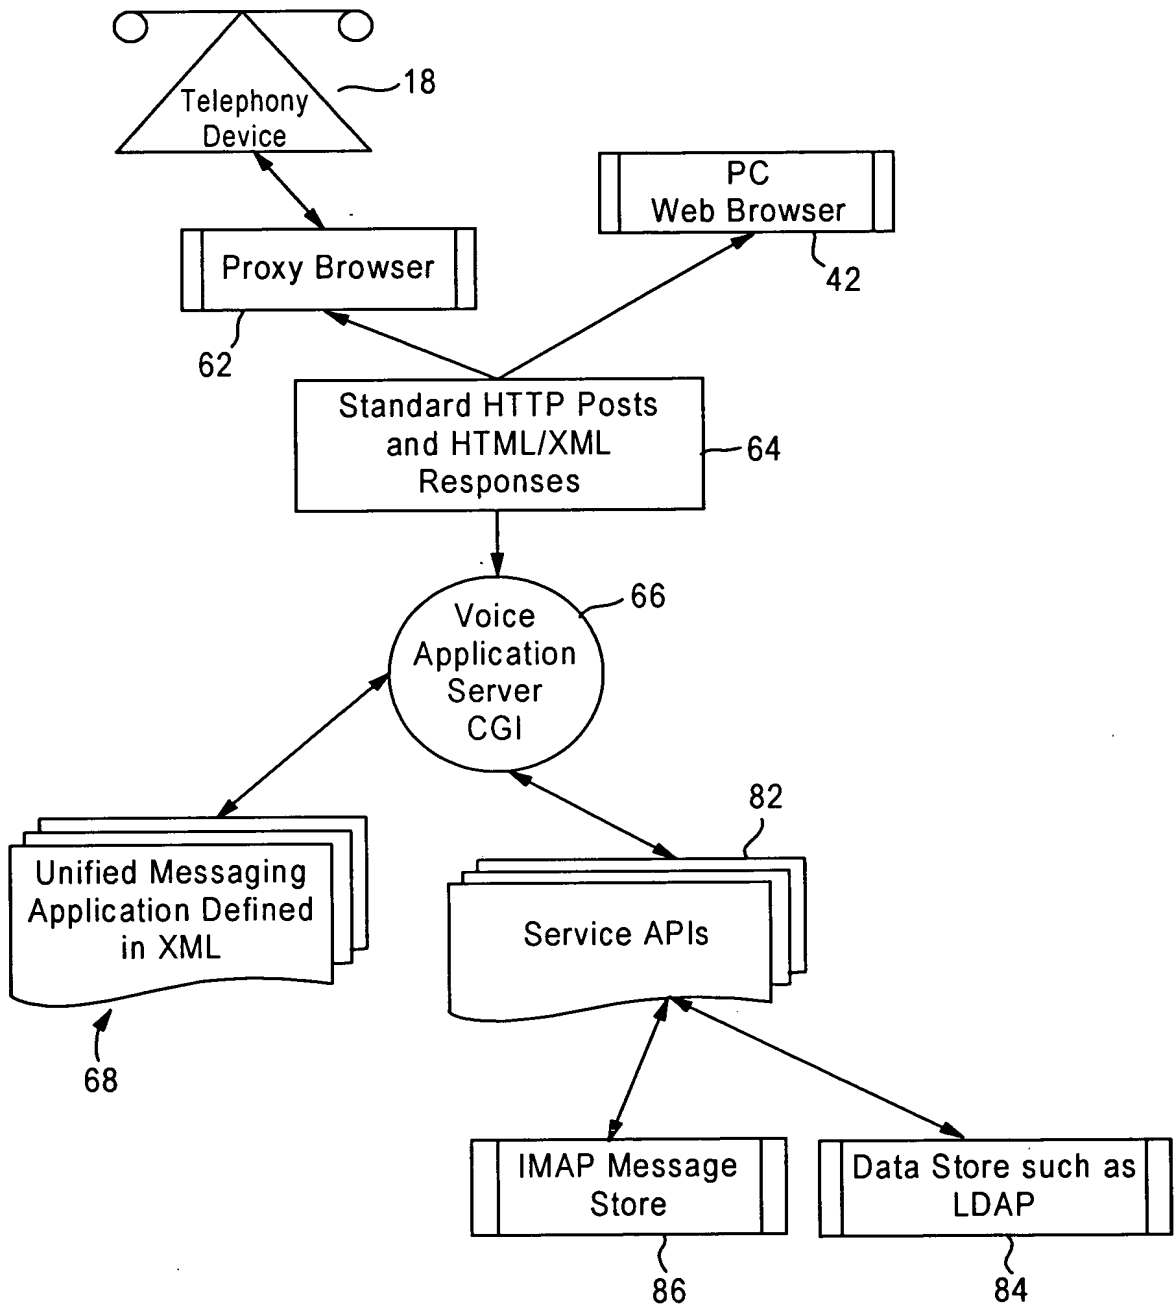 18
Telephony
Device
PC
Web Browser
42
Proxy Browser
62
Standard HTTP Posts
and HTML/XML
Responses
64
66
Voice
Application
Server
CGI
82
Unified Messaging
Application Defined
in XML
68
Service APIs
IMAP Message
Store
86
Data Store such as
LDAP
84